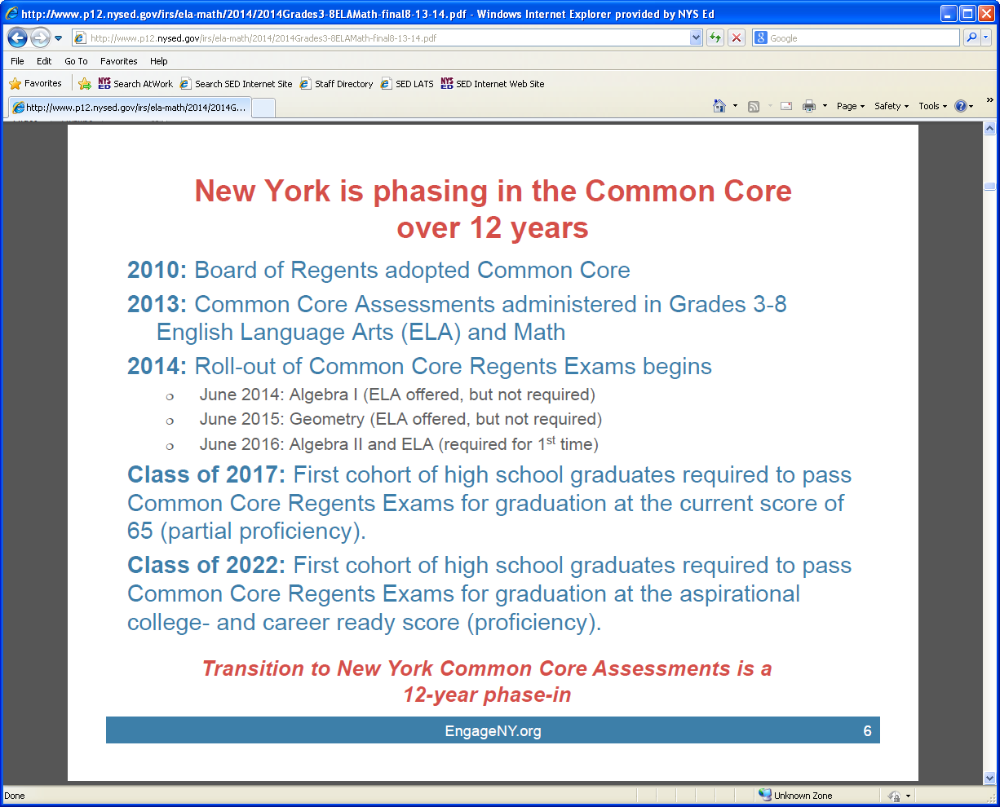 http://www.p12.nysed.gov/irs/ela-math/2014/2014Grades3-8ELAMath-final8-13-14.pdf - Windows Internet Explorer provided by NYS Ed
http://www.p12.nysed.gov/irs/ela-math/2014/2014Grades3-8ELAMath-final8-13-14.pdf
Google
File Edit Go To Favorites Help
Favorites NYS ED Search AtWork Search SED Internet Site Staff Directory SED LATS NYS ED SED Internet Web Site
http://www.p12.nysed.gov/irs/ela-math/2014/2014G...
Page Safety Tools
New York is phasing in the Common Core
over 12 years
2010: Board of Regents adopted Common Core
2013: Common Core Assessments administered in Grades 3-8
English Language Arts (ELA) and Math
2014: Roll-out of Common Core Regents Exams begins
June 2014: Algebra I (ELA offered, but not required)
June 2015: Geometry (ELA offered, but not required)
June 2016: Algebra II and ELA (required for 1st time)
Class of 2017: First cohort of high school graduates required to pass
Common Core Regents Exams for graduation at the current score of
65 (partial proficiency).
Class of 2022: First cohort of high school graduates required to pass
Common Core Regents Exams for graduation at the aspirational
college- and career ready score (proficiency).
Transition to New York Common Core Assessments is a
12-year phase-in
EngageNY.org 6
Done Unknown Zone